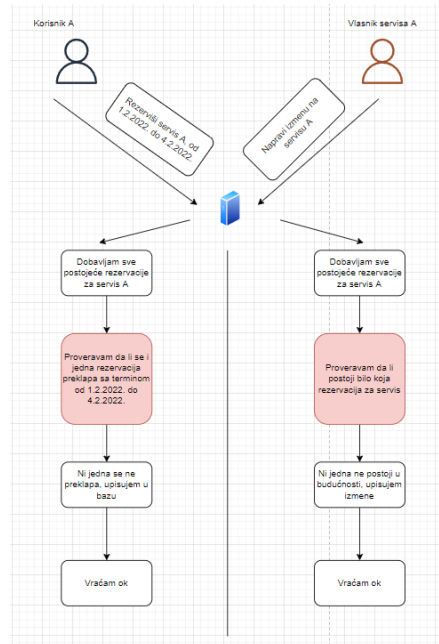 Korisnik A
Vlasnik servisa A
Rezerviši servis A, od
1.2.2022. do 4.2.2022.
Napravi izmenu na
servisu A
Dobavljam sve
postojeće rezervacije
za servis A
Dobavljam sve
postojeće rezervacije
za servis A
Proveravam da li se i
jedna rezervacija
preklapa sa terminom
od 1.2.2022. do
4.2.2022.
Proveravam da li
postoji bilo koja
rezervacija za servis
Ni jedna se ne
preklapa, upisujem u
bazu
Ni jedna ne postoji u
budućnosti, upisujem
izmene
Vraćam ok
Vraćam ok